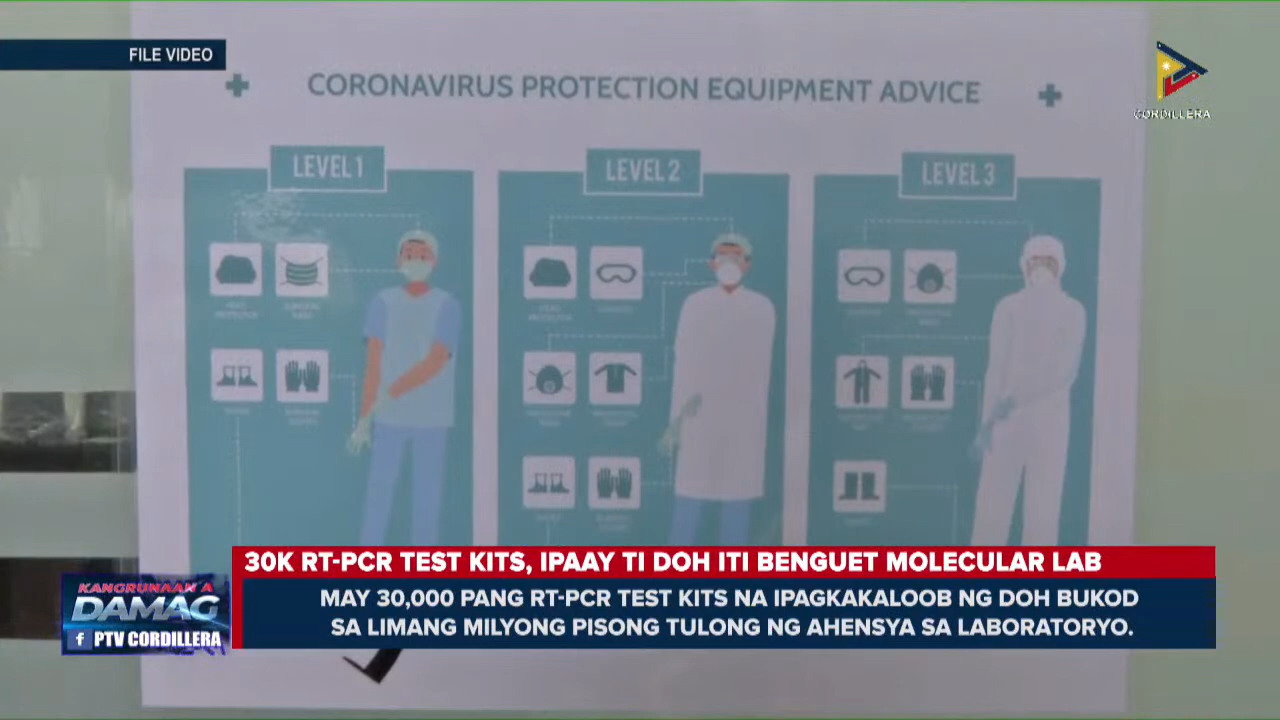 FILE VIDEO
CORONAVIRUS PROTECTION EQUIPMENT ADVICE
CORDILLERA
LEVEL 1
LEVEL 2
LEVEL 3
30K RT-PCR TEST KITS, IPAAY TI DOH ITI BENGUET MOLECULAR LAB
KANGRUNAAN A
DAMAG
f PTV CORDILLERA
MAY 30,000 PANG RT-PCR TEST KITS NA IPAGKAKALOOB NG DOH BUKOD
SA LIMANG MILYONG PISONG TULONG NG AHENSYA SA LABORATORYO.